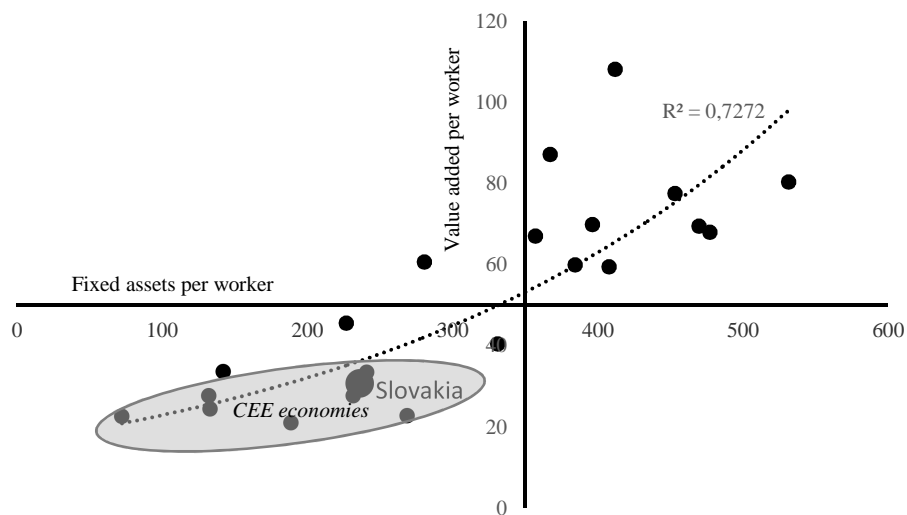 120
Value added per worker
100
R² = 0,7272
80
60
Fixed assets per worker
0 100 200 300 400 500 600
40
Slovakia
CEE economies
20
0